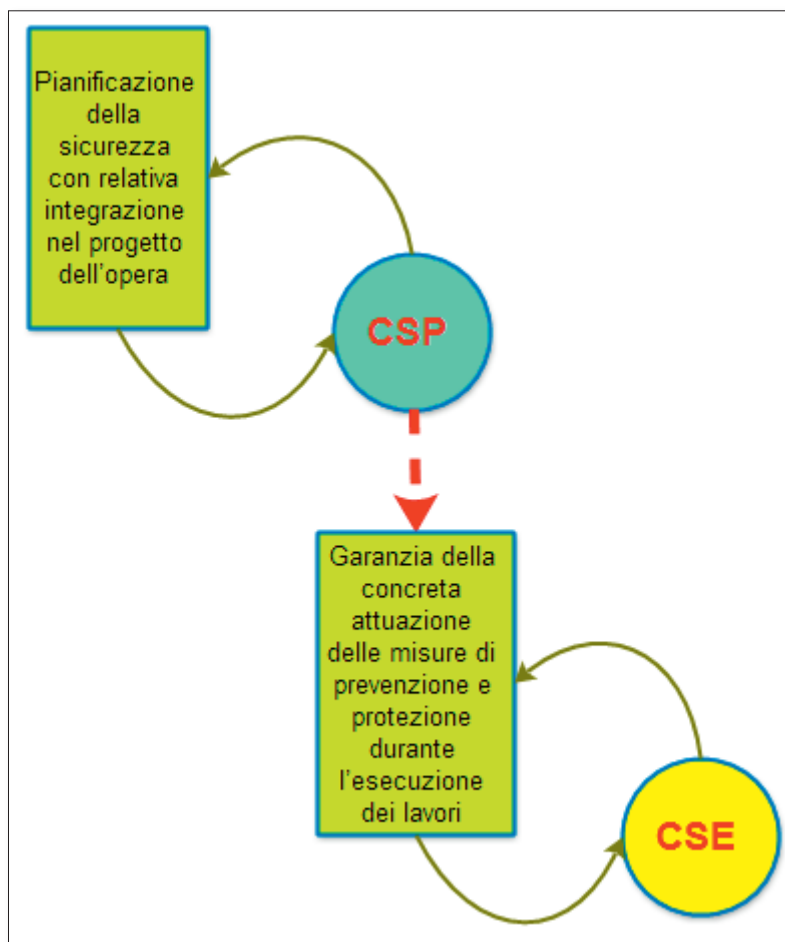 Pianificazione
della
sicurezza
con relativa
integrazione
nel progetto
dell'opera
CSP
Garanzia della
concreta
attuazione
delle misure di
prevenzione e
protezione
durante
l'esecuzione
dei lavori
CSE